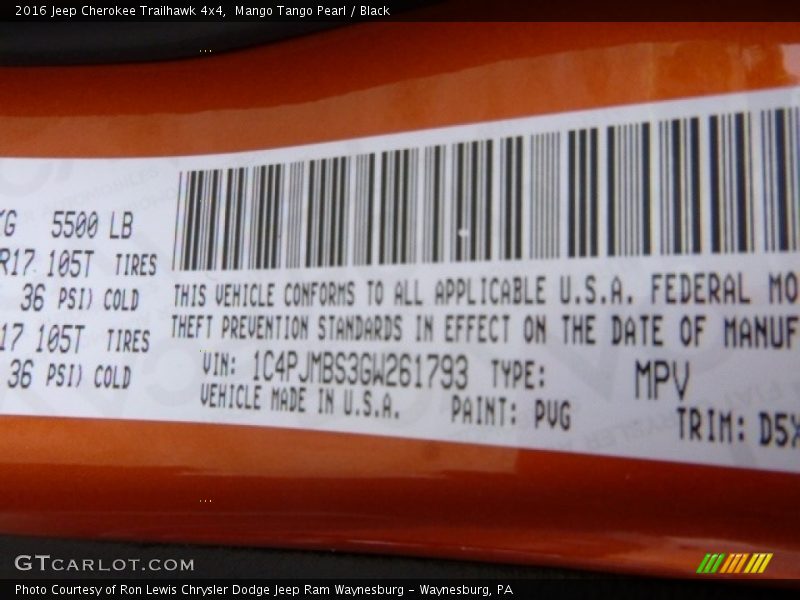 2016 Jeep Cherokee Trailhawk 4x4,  Mango Tango Pearl / Black
5500 LB
R17 105T TIRES
36 PSI) COLD
17 105T TIRES
36 PSI) COLD
THIS VEHICLE CONFORMS TO ALL APPLICABLE U.S.A. FEDERAL MO
THEFT PREVENTION STANDARDS IN EFFECT ON THE DATE OF MANUF
VIN: 1C4PJMBS3GW261793 TYPE: MPV
VEHICLE MADE IN U.S.A. PAINT: PVG TRIM: D5X
GTCARLOT.COM
Photo Courtesy of Ron Lewis Chrysler Dodge Jeep Ram Waynesburg - Waynesburg, PA